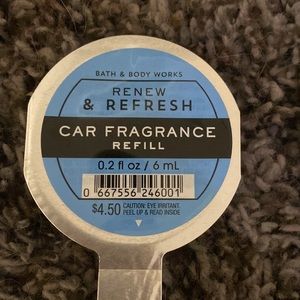 BATH & BODY WORKS
RENEW
& REFRESH
CAR FRAGRANCE
REFILL
0.2 fl oz / 6 mL
0 667556 246001
$4.50 CAUTION: EYE IRRITANT.
PEEL UP & READ INSIDE